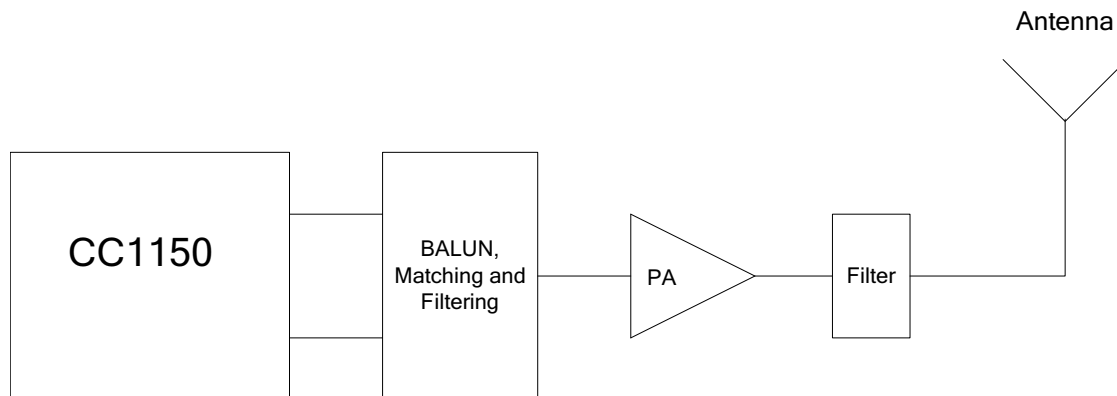 Antenna
CC1150
BALUN,
Matching and
Filtering
PA
Filter